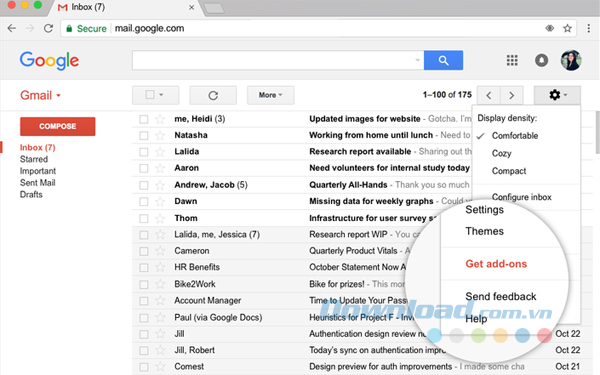 Inbox (7)
Secure mail.google.com
Google
Gmail More 1–100 of 175
COMPOSE
Inbox (7)
Starred
Important
Sent Mail
Drafts
me, Heidi (3) Updated images for website - Gotcha. I'm
Natasha Working from home until lunch - Need to
Lalida Research report available - Sharing out th
Aaron Need volunteers for internal study today
Andrew, Jacob (5) Quarterly All-Hands - Thank you so much
Dawn Missing data for weekly graphs - Could y
Thom Infrastructure for user survey sa
Lalida, me, Jessica (7) Research report WIP - You c
Cameron Quarterly Product Vitals - A
HR Benefits October Statement Now A
Bike2Work Bike for prizes! - This mor
Account Manager Time to Update Your Pass
Paul (via Google Docs) Heuristics for Project F - In
Jill Authentication design review no Oct 22
Jill, Robert Today's sync on authentication impro Oct 22
Comest Design preview for auth improvements - I made some cha Oct 21
Display density:
Comfortable
Cozy
Compact
Configure inbox
Settings
Themes
Get add-ons
Send feedback
Help
Download.com.vn